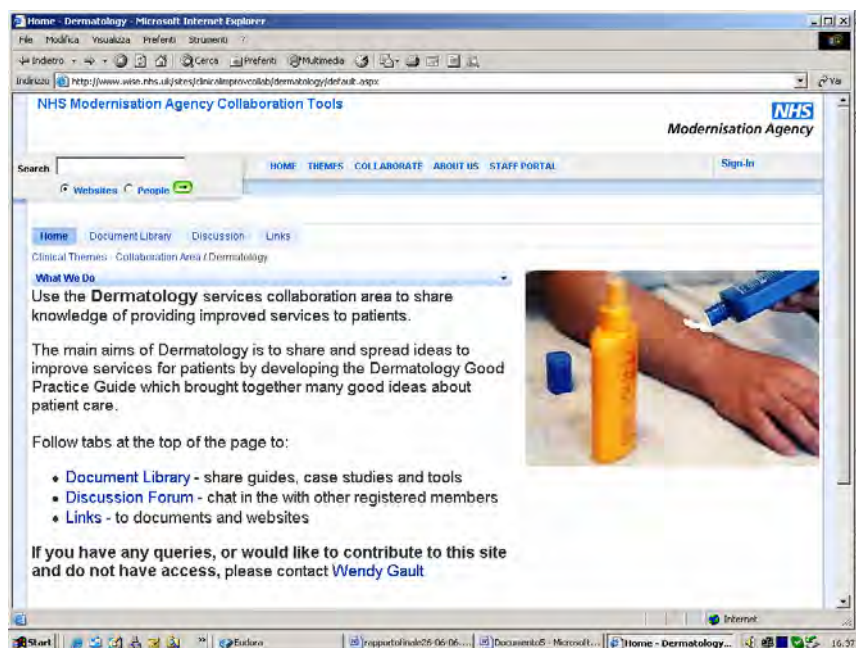 Home - Dermatology - Microsoft Internet Explorer
File Modifica Visualizza Preferiti Strumenti ?
Indietro Cerca Preferiti Multimedia
Indirizzo http://www.wise.nhs.uk/sites/clinicalimprovcollab/dermatology/default.aspx Vai
NHS Modernisation Agency Collaboration Tools
NHS
Modernisation Agency
Search HOME THEMES COLLABORATE ABOUT US STAFF PORTAL Sign-In
Websites People
Home Document Library Discussion Links
Clinical Themes - Collaboration Area / Dermatology
What We Do
Use the Dermatology services collaboration area to share
knowledge of providing improved services to patients.
The main aims of Dermatology is to share and spread ideas to
improve services for patients by developing the Dermatology Good
Practice Guide which brought together many good ideas about
patient care.
Follow tabs at the top of the page to:
• Document Library - share guides, case studies and tools
• Discussion Forum - chat in the with other registered members
• Links - to documents and websites
If you have any queries, or would like to contribute to this site
and do not have access, please contact Wendy Gault
Internet
Start » Eudora rapportofinale26-06-06.... Documento5 - Microsoft... Home - Dermatology... 16.37